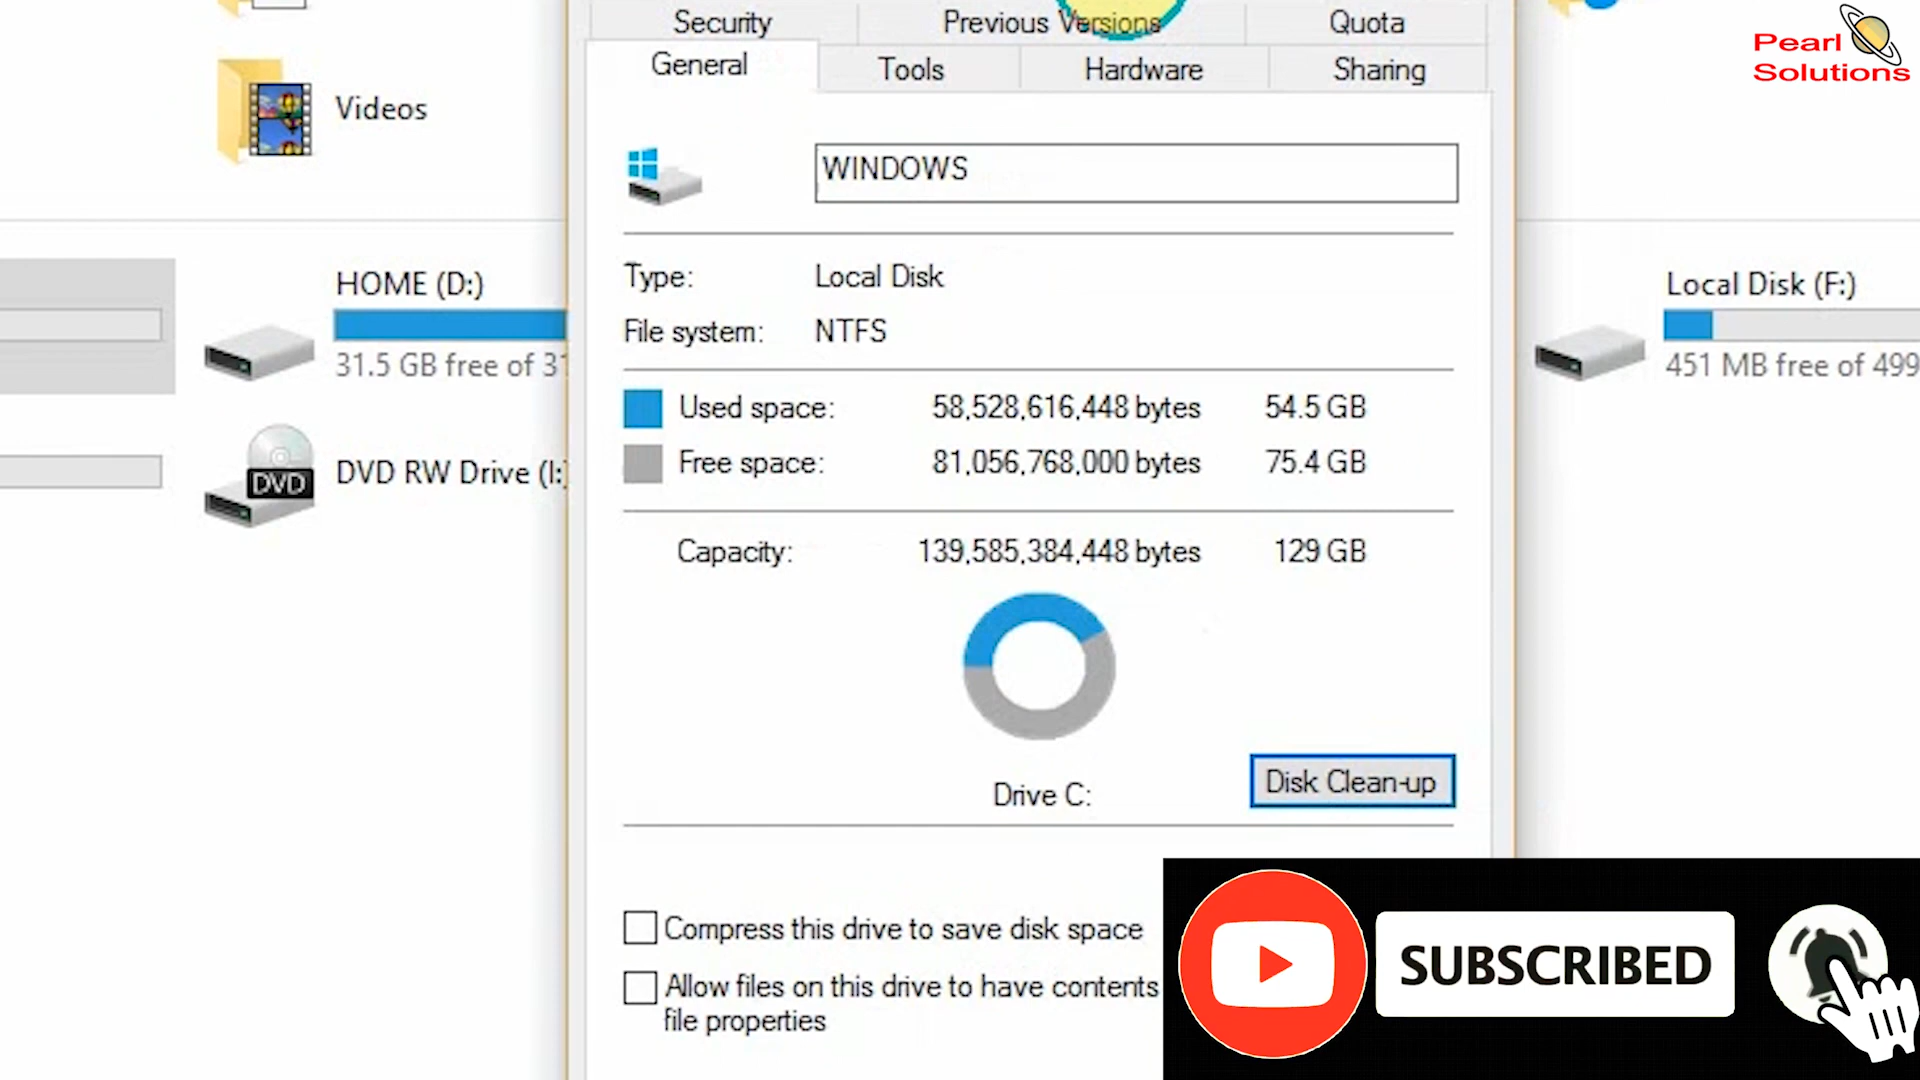 Security Previous Versions Quota
General Tools Hardware Sharing
Pearl
Solutions
Videos
WINDOWS
Type: Local Disk
File system: NTFS
HOME (D:)
31.5 GB free of
Local Disk (F:)
451 MB free of 499
Used space: 58,528,616,448 bytes 54.5 GB
Free space: 81,056,768,000 bytes 75.4 GB
DVD
DVD RW Drive (I:
Capacity: 139,585,384,448 bytes 129 GB
Drive C:
Disk Clean-up
Compress this drive to save disk space
Allow files on this drive to have contents
file properties
SUBSCRIBED